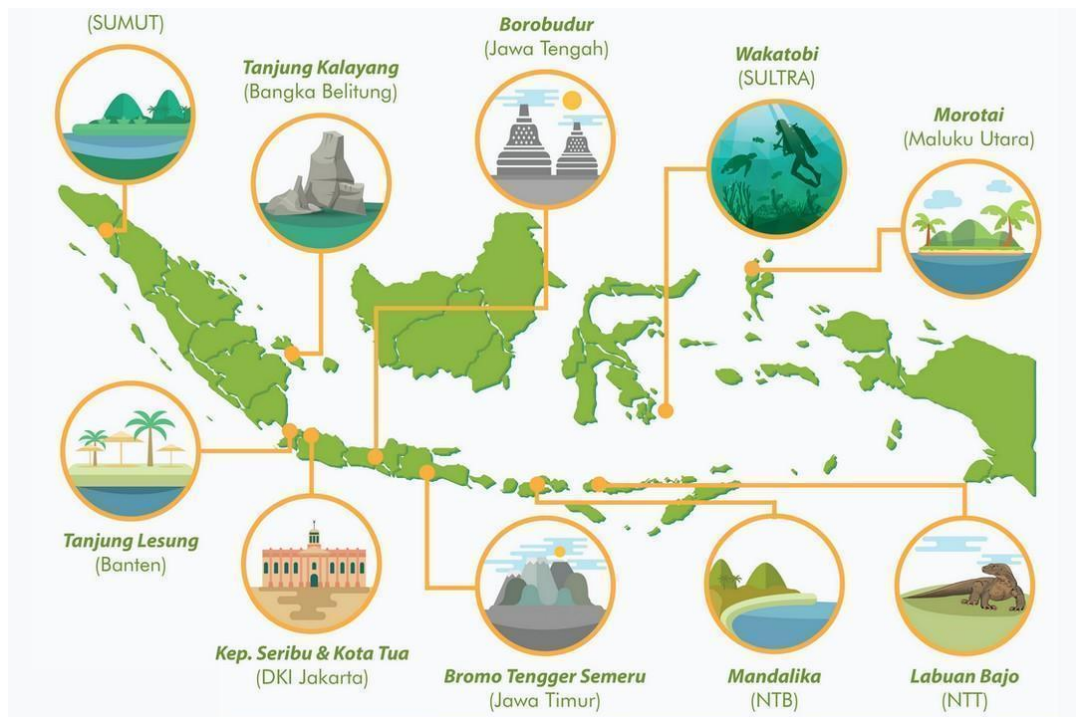 (SUMUT)
Tanjung Kalayang
(Bangka Belitung)
Borobudur
(Jawa Tengah)
Wakatobi
(SULTRA)
Morotai
(Maluku Utara)
Tanjung Lesung
(Banten)
Kep. Seribu & Kota Tua
(DKI Jakarta)
Bromo Tengger Semeru
(Jawa Timur)
Mandalika
(NTB)
Labuan Bajo
(NTT)